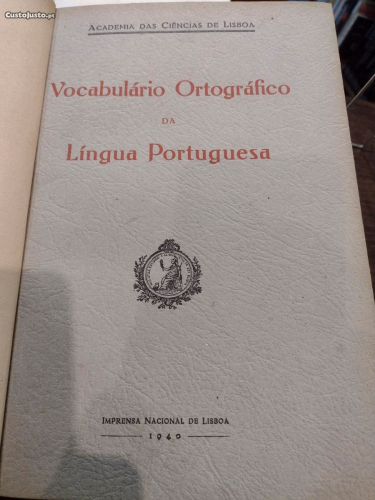 CustoJusto.pt
ACADEMIA DAS CIÊNCIAS DE LISBOA
Vocabulário Ortográfico
DA
Língua Portuguesa
IMPRENSA NACIONAL DE LISBOA
1940